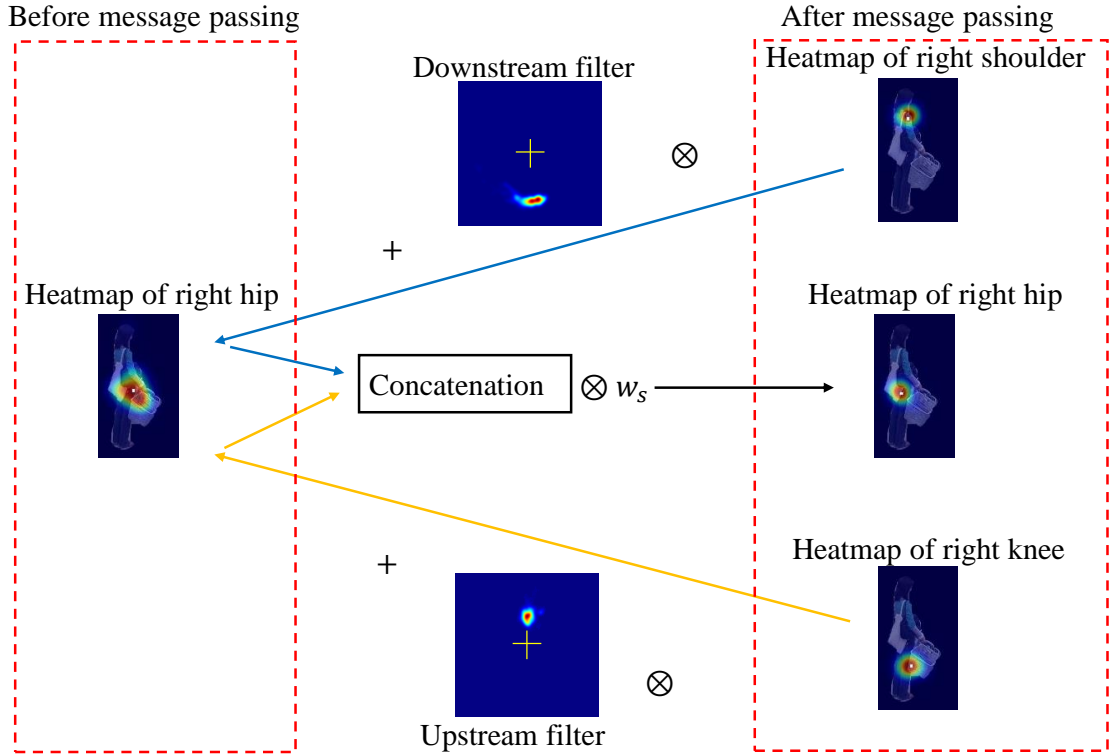 Before message passing
After message passing
Heatmap of right shoulder
Downstream filter
⊗
+
Heatmap of right hip
Heatmap of right hip
Concatenation ⊗ wₛ
Heatmap of right knee
+
⊗
Upstream filter